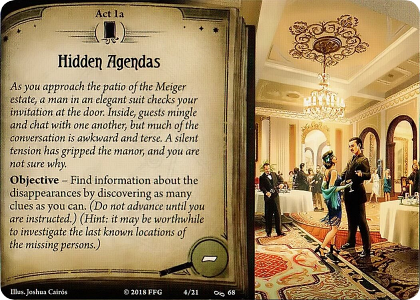 Act 1a
Hidden Agendas
As you approach the patio of the Meiger
estate, a man in an elegant suit checks your
invitation at the door. Inside, guests mingle
and chat with one another, but much of the
conversation is awkward and terse. A silent
tension has gripped the manor, and you are
not sure why.
Objective – Find information about the
disappearances by discovering as many
clues as you can. (Do not advance until you
are instructed.) (Hint: it may be worthwhile
to investigate the last known locations of
the missing persons.)
–
Illus. Joshua Cairós © 2018 FFG 4/21 68